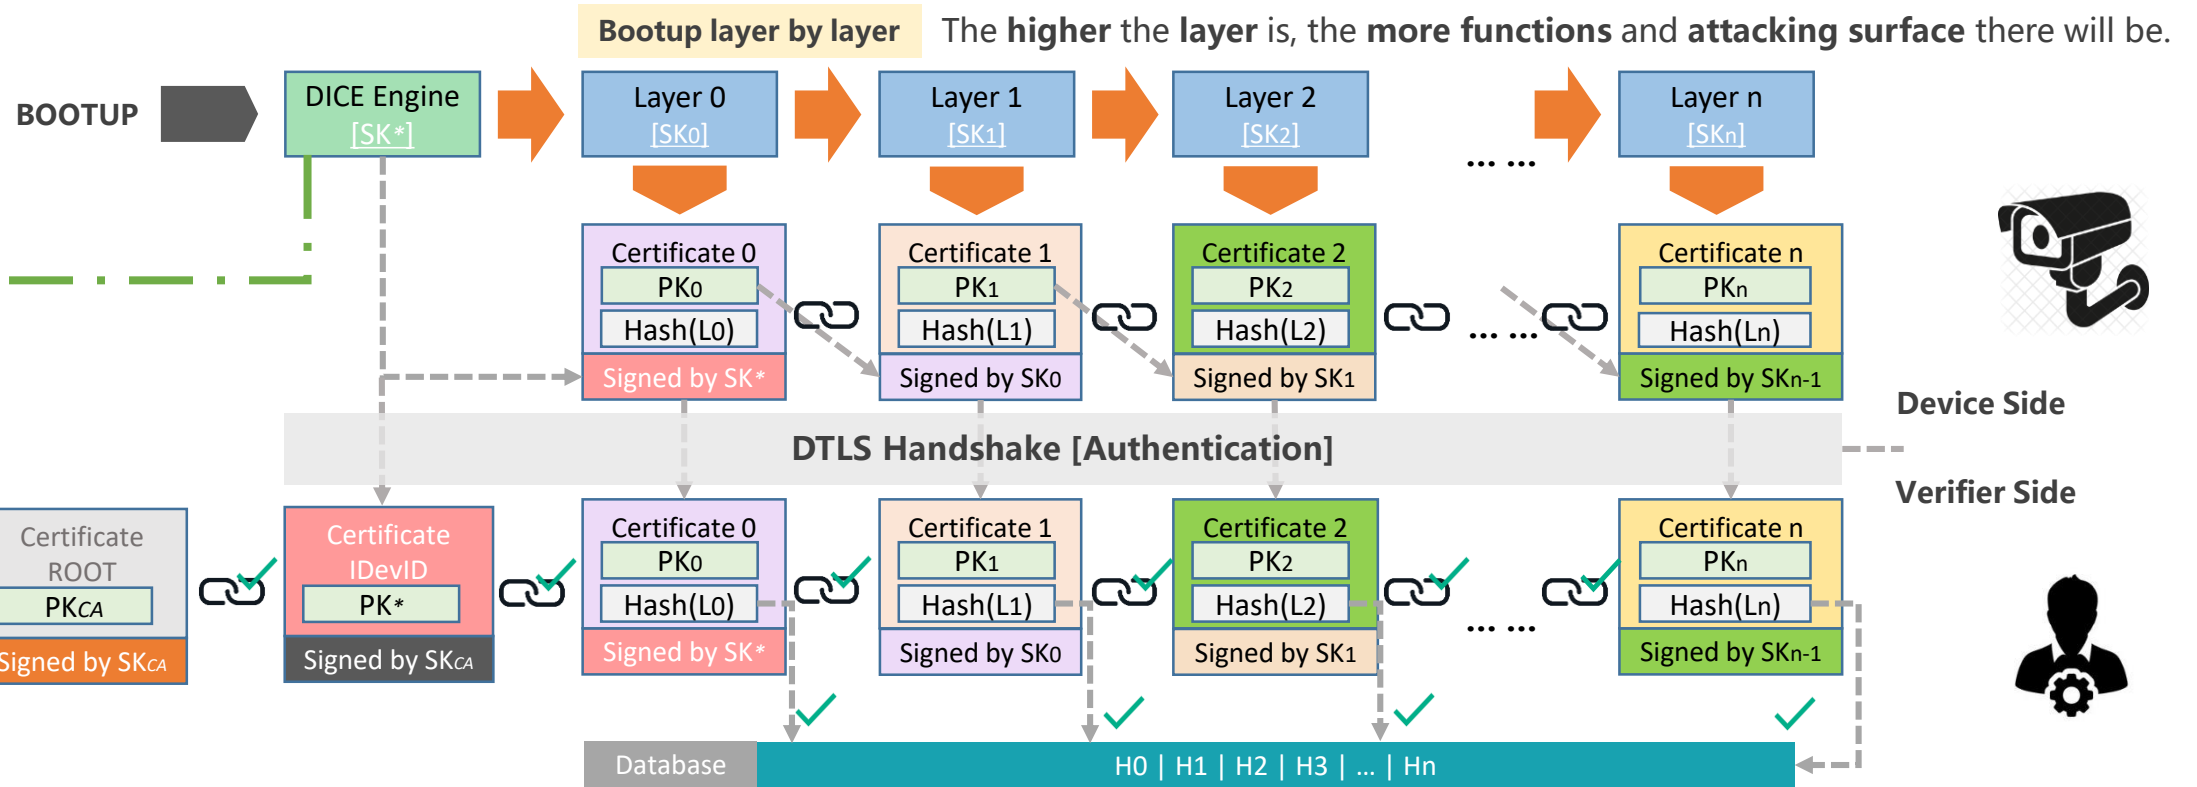 Bootup layer by layer
The higher the layer is, the more functions and attacking surface there will be.
BOOTUP
DICE Engine
[SK*]
Layer 0
[SK0]
Layer 1
[SK1]
Layer 2
[SK2]
... ...
Layer n
[SKn]
Certificate 0
PK0
Hash(L0)
Signed by SK*
Certificate 1
PK1
Hash(L1)
Signed by SK0
Certificate 2
PK2
Hash(L2)
Signed by SK1
... ...
Certificate n
PKn
Hash(Ln)
Signed by SKn-1
Device Side
DTLS Handshake [Authentication]
Verifier Side
Certificate
ROOT
PKCA
Signed by SKCA
Certificate
IDevID
PK*
Signed by SKCA
Certificate 0
PK0
Hash(L0)
Signed by SK*
Certificate 1
PK1
Hash(L1)
Signed by SK0
Certificate 2
PK2
Hash(L2)
Signed by SK1
... ...
Certificate n
PKn
Hash(Ln)
Signed by SKn-1
Database
H0 | H1 | H2 | H3 | ... | Hn